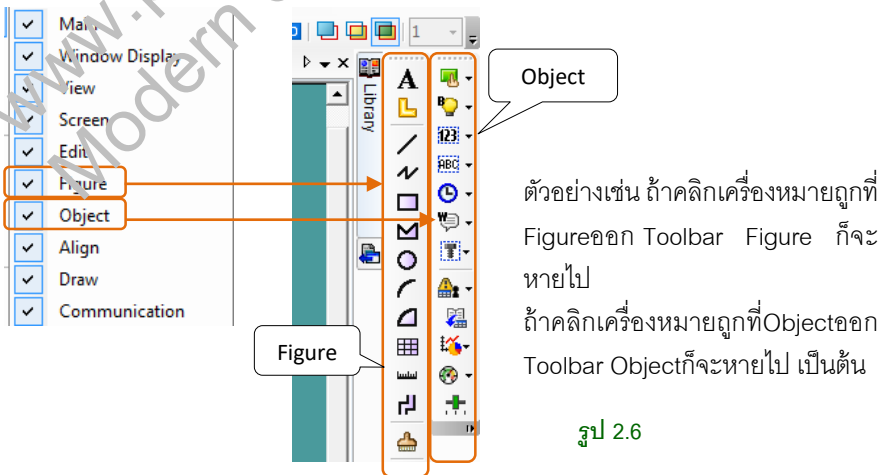 Main
Window Display
View
Screen
Edit
Figure
Object
Align
Draw
Communication
1
Library
A
B
123
ABC
W
T
Object
Figure
ตัวอย่างเช่น ถ้าคลิกเครื่องหมายถูกที่
Figureออก Toolbar Figure ก็จะ
หายไป
ถ้าคลิกเครื่องหมายถูกที่Objectออก
Toolbar Objectก็จะหายไป เป็นต้น
รูป 2.6
www.
Modern